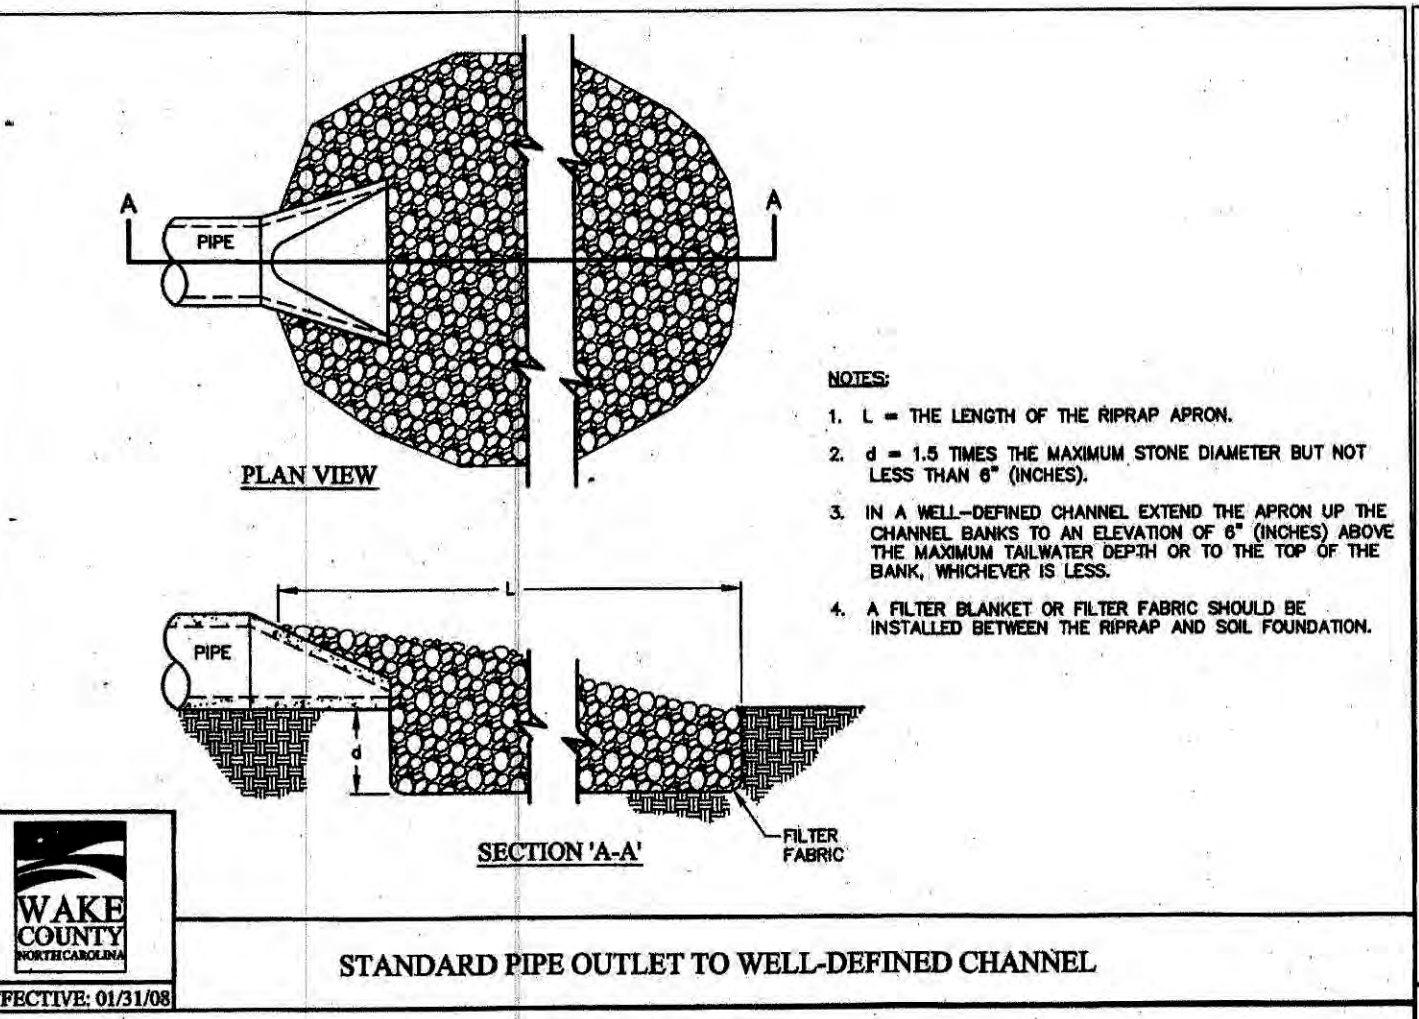 A
A
PIPE
PLAN VIEW
NOTES:
1. L = THE LENGTH OF THE RIPRAP APRON.
2. d = 1.5 TIMES THE MAXIMUM STONE DIAMETER BUT NOT
LESS THAN 6" (INCHES).
3. IN A WELL-DEFINED CHANNEL EXTEND THE APRON UP THE
CHANNEL BANKS TO AN ELEVATION OF 6" (INCHES) ABOVE
THE MAXIMUM TAILWATER DEPTH OR TO THE TOP OF THE
BANK, WHICHEVER IS LESS.
4. A FILTER BLANKET OR FILTER FABRIC SHOULD BE
INSTALLED BETWEEN THE RIPRAP AND SOIL FOUNDATION.
L
PIPE
d
FILTER
FABRIC
SECTION 'A-A'
WAKE
COUNTY
NORTH CAROLINA
FECTIVE: 01/31/08
STANDARD PIPE OUTLET TO WELL-DEFINED CHANNEL